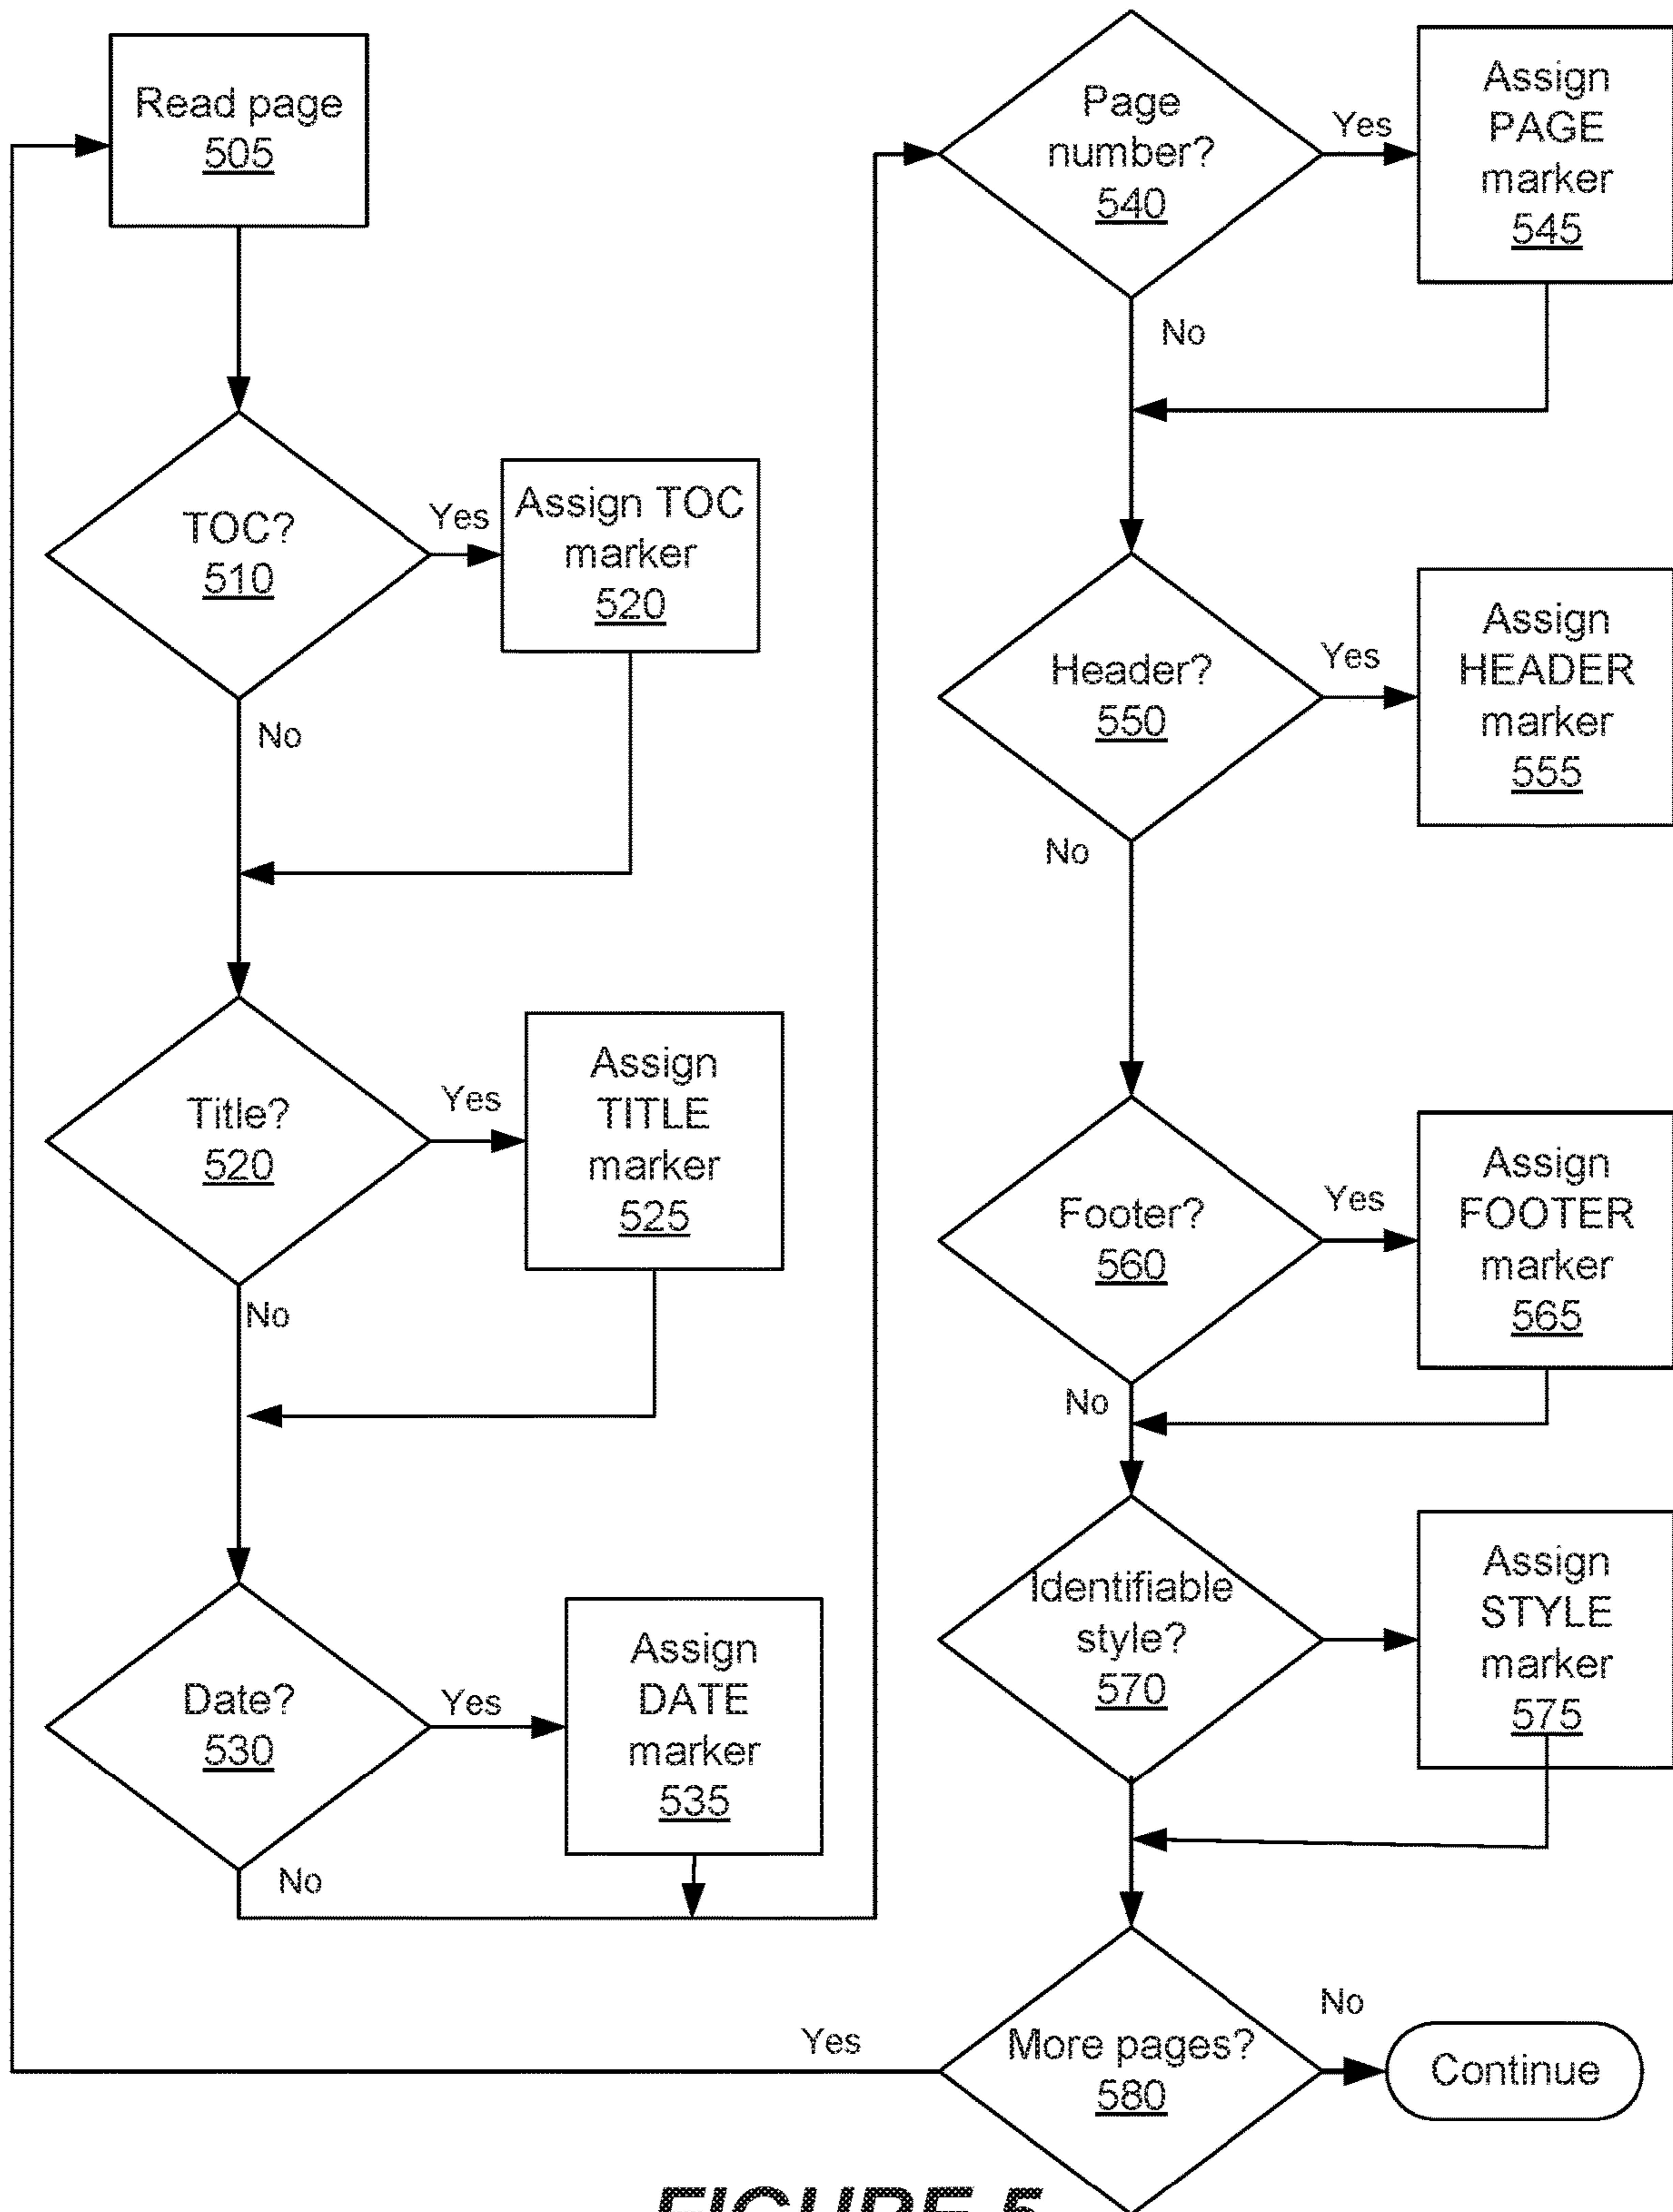 Read page
505
TOC?
510
Yes
No
Assign TOC
marker
520
Title?
520
Yes
No
Assign
TITLE
marker
525
Date?
530
Yes
No
Assign
DATE
marker
535
Page
number?
540
Yes
No
Assign
PAGE
marker
545
Header?
550
Yes
No
Assign
HEADER
marker
555
Footer?
560
Yes
No
Assign
FOOTER
marker
565
Identifiable
style?
570
Assign
STYLE
marker
575
More pages?
580
Yes
No
Continue
FIGURE 5